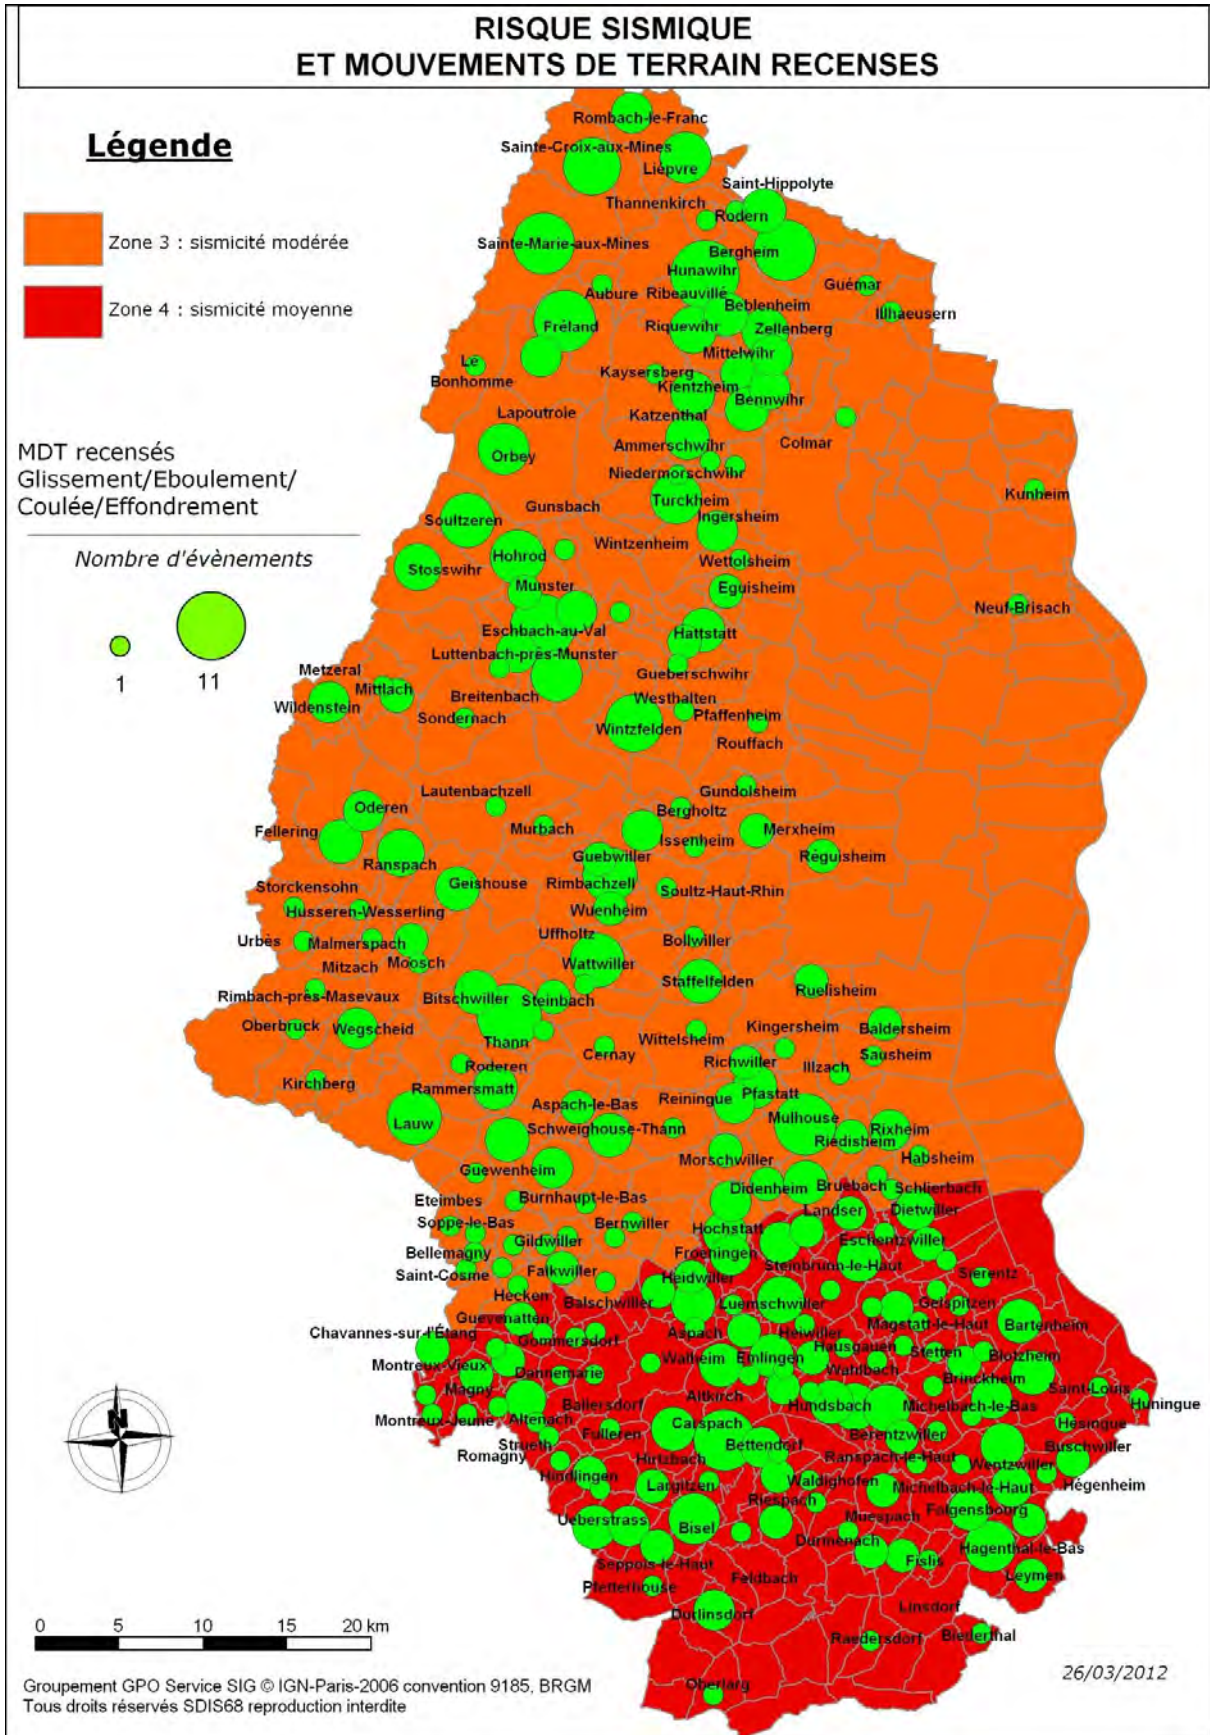 RISQUE SISMIQUE
ET MOUVEMENTS DE TERRAIN RECENSES
Légende
Zone 3 : sismicité modérée
Zone 4 : sismicité moyenne
MDT recensés
Glissement/Eboulement/
Coulée/Effondrement
Nombre d'évènements
1
11
Rombach-le-Franc
Sainte-Croix-aux-Mines
Lièpvre
Saint-Hippolyte
Thannenkirch
Rodern
Sainte-Marie-aux-Mines
Bergheim
Hunawihr
Aubure
Ribeauvillé
Guémar
Beblenheim
Illhaeusern
Fréland
Riquewihr
Zellenberg
Mittelwihr
Le
Bonhomme
Kaysersberg
Kientzheim
Bennwihr
Lapoutroie
Katzenthal
Colmar
Ammerschwihr
Orbey
Niedermorschwihr
Kunheim
Turckheim
Gunsbach
Ingersheim
Soultzeren
Wintzenheim
Hohrod
Wettolsheim
Stosswihr
Munster
Eguisheim
Neuf-Brisach
Eschbach-au-Val
Hattstatt
Luttenbach-près-Munster
Gueberschwihr
Metzeral
Mittlach
Wildenstein
Breitenbach
Westhalten
Sondernach
Pfaffenheim
Wintzfelden
Rouffach
Lautenbachzell
Gundolsheim
Oderen
Bergholtz
Fellering
Murbach
Merxheim
Issenheim
Ranspach
Guebwiller
Réguisheim
Geishouse
Rimbachzell
Soultz-Haut-Rhin
Storckensohn
Husseren-Wesserling
Wuenheim
Urbès
Malmerspach
Uffholtz
Bollwiller
Mitzach
Moosch
Wattwiller
Staffelfelden
Rimbach-près-Masevaux
Bitschwiller
Steinbach
Ruelisheim
Oberbruck
Wegscheid
Thann
Wittelsheim
Kingersheim
Baldersheim
Cernay
Sausheim
Roderen
Richwiller
Illzach
Kirchberg
Rammersmatt
Reiningue
Pfastatt
Aspach-le-Bas
Lauw
Mulhouse
Schweighouse-Thann
Rixheim
Riedisheim
Morschwiller
Habsheim
Guewenheim
Didenheim
Bruebach
Schlierbach
Eteimbes
Burnhaupt-le-Bas
Landser
Dietwiller
Soppe-le-Bas
Bernwiller
Hochstatt
Gildwiller
Eschentzwiller
Bellemagny
Froeningen
Saint-Cosme
Falkwiller
Steinbrunn-le-Haut
Heidwiller
Sierentz
Hecken
Balschwiller
Luemschwiller
Geispitzen
Guevenatten
Magstatt-le-Haut
Bartenheim
Chavannes-sur-l'Étang
Gommersdorf
Aspach
Heiwiller
Hausgauen
Stetten
Blotzheim
Montreux-Vieux
Walheim
Emlingen
Wahlbach
Dannemarie
Brinckheim
Magny
Altkirch
Saint-Louis
Ballersdorf
Hundsbach
Michelbach-le-Bas
Huningue
Montreux-Jeune
Altenach
Hésingue
Carspach
Fulleren
Berentzwiller
Strueth
Bettendorf
Buschwiller
Romagny
Hirtzbach
Ranspach-le-Haut
Wentzwiller
Hindlingen
Waldighofen
Hégenheim
Largitzen
Michelbach-le-Haut
Riespach
Folgensbourg
Ueberstrass
Bisel
Muespach
Durmenach
Hagenthal-le-Bas
Seppois-le-Haut
Fislis
Feldbach
Leymen
Pfetterhouse
Linsdorf
Durlinsdorf
Raedersdorf
Biederthal
Oberlarg
N
0 5 10 15 20 km
26/03/2012
Groupement GPO Service SIG © IGN-Paris-2006 convention 9185, BRGM
Tous droits réservés SDIS68 reproduction interdite